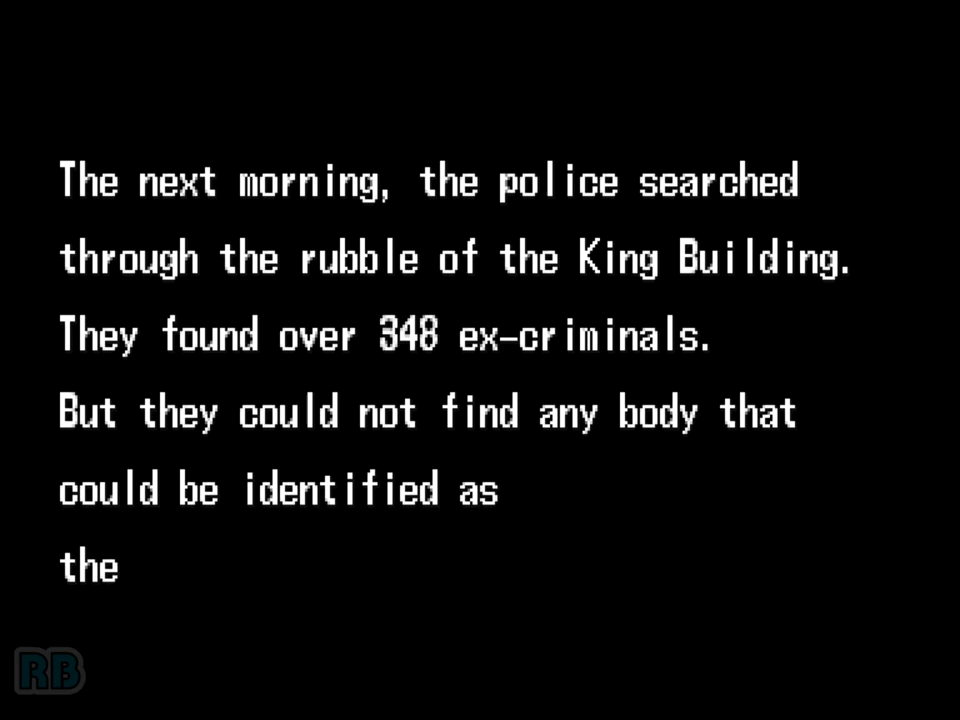 The next morning, the police searched
through the rubble of the King Building.
They found over 348 ex-criminals.
But they could not find any body that
could be identified as
the
RB